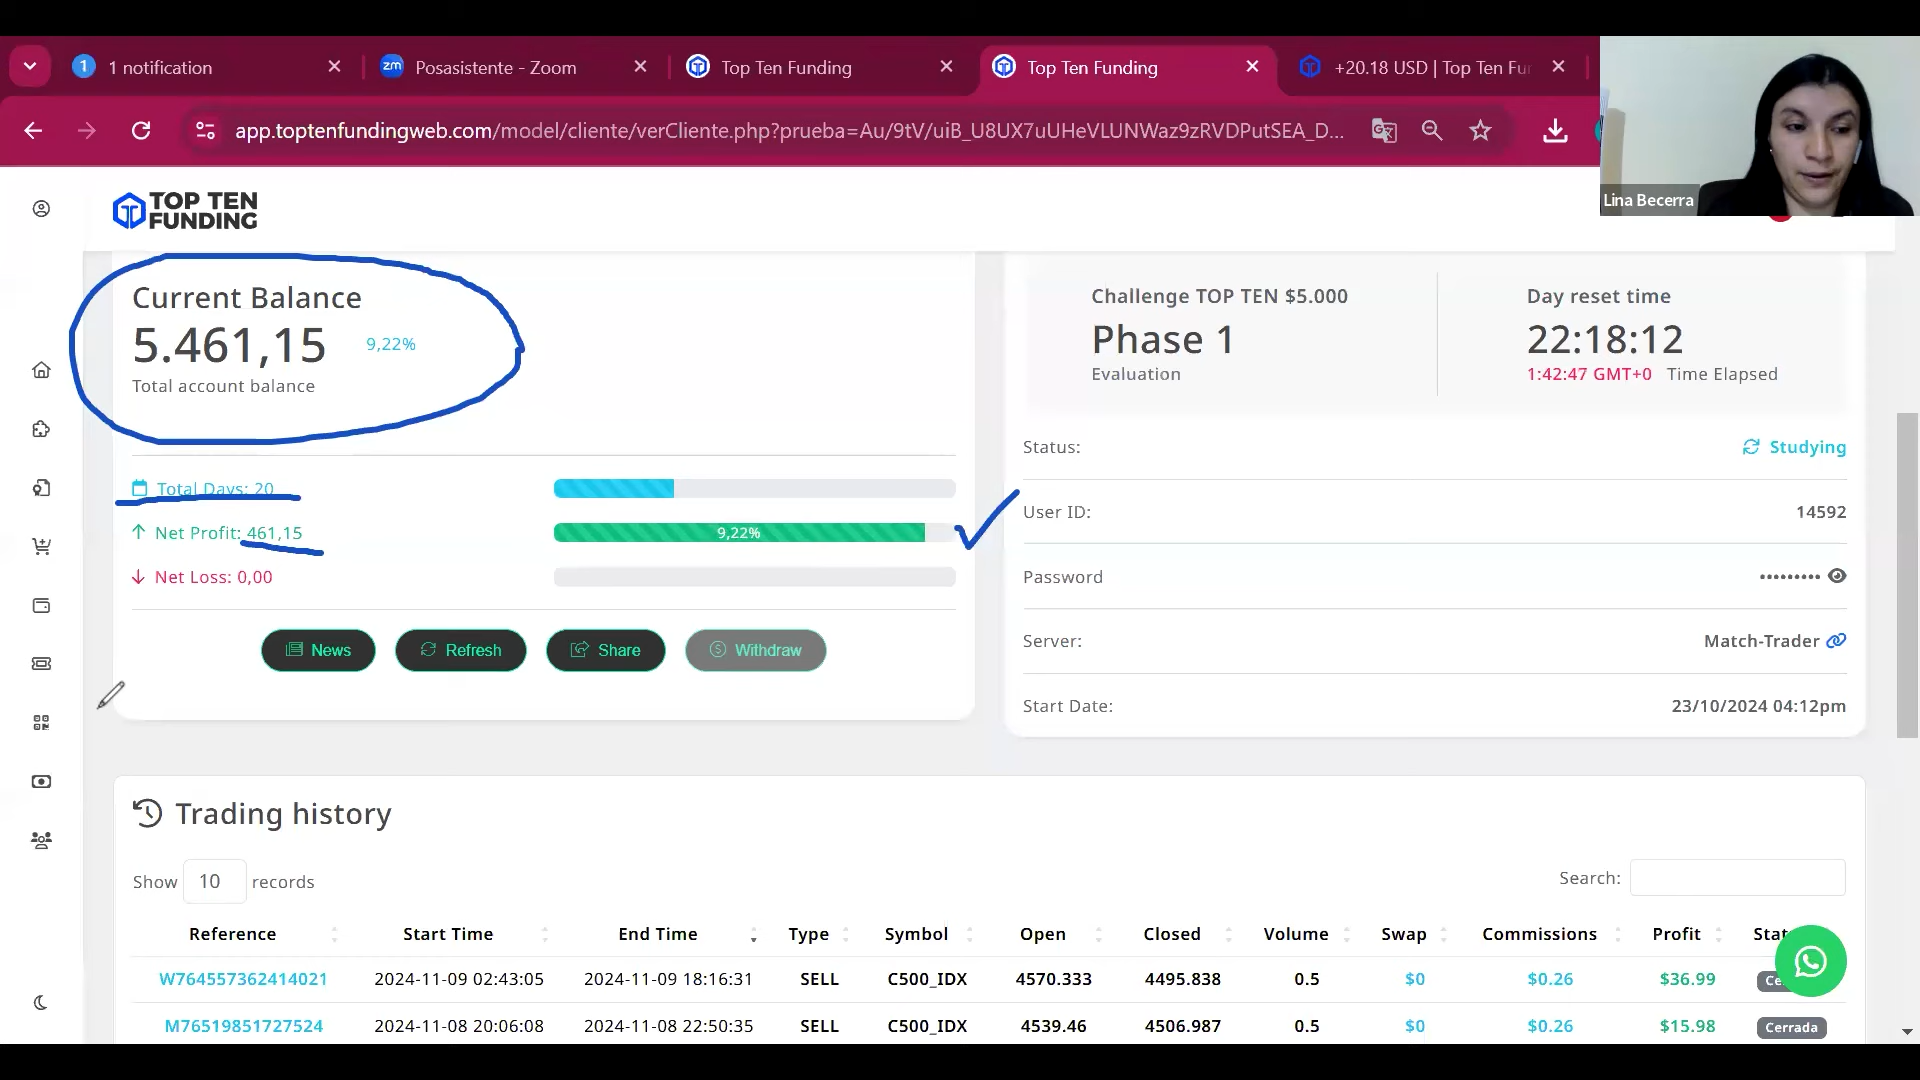 1 notification
Posasistente - Zoom
Top Ten Funding
Top Ten Funding
+20.18 USD | Top Ten Fu
app.toptenfundingweb.com/model/cliente/verCliente.php?prueba=Au/9tV/uiB_U8UX7uUHeVLUNWaz9zRVDPutSEA_D...
Lina Becerra
TOP TEN
FUNDING
Current Balance
5.461,15 9,22%
Total account balance
Total Days: 20
Net Profit: 461,15 9,22%
Net Loss: 0,00
News Refresh Share Withdraw
Challenge TOP TEN $5.000
Phase 1
Evaluation
Day reset time
22:18:12
1:42:47 GMT+0 Time Elapsed
Status: Studying
User ID: 14592
Password •••••••••
Server: Match-Trader
Start Date: 23/10/2024 04:12pm
Trading history
Show 10 records Search:
Reference Start Time End Time Type Symbol Open Closed Volume Swap Commissions Profit Stat
W764557362414021 2024-11-09 02:43:05 2024-11-09 18:16:31 SELL C500_IDX 4570.333 4495.838 0.5 $0 $0.26 $36.99 Ce
M76519851727524 2024-11-08 20:06:08 2024-11-08 22:50:35 SELL C500_IDX 4539.46 4506.987 0.5 $0 $0.26 $15.98 Cerrada